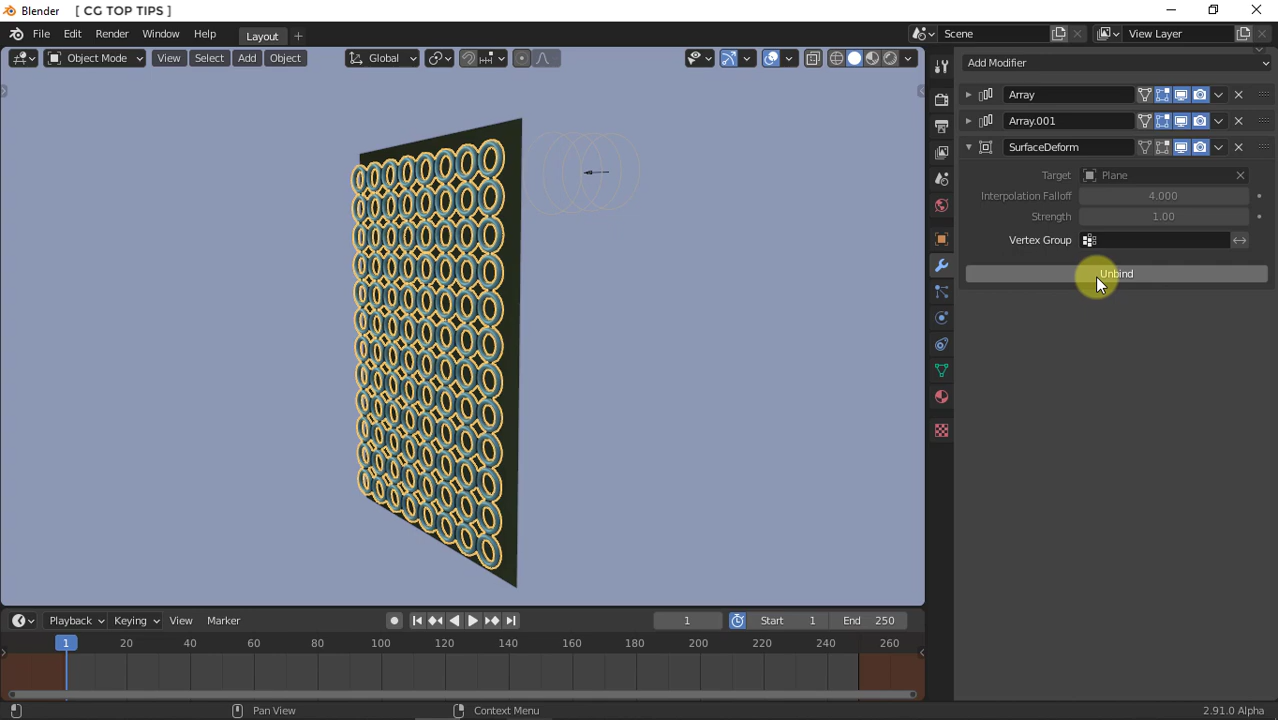 Blender [ CG TOP TIPS ]
File Edit Render Window Help Layout Scene View Layer
Object Mode View Select Add Object Global
Add Modifier
Array
Array.001
SurfaceDeform
Target Plane
Interpolation Falloff 4.000
Strength 1.00
Vertex Group
Unbind
Playback Keying View Marker 1 Start 1 End 250
1 20 40 60 80 100 120 140 160 180 200 220 240 260
Pan View Context Menu 2.91.0 Alpha